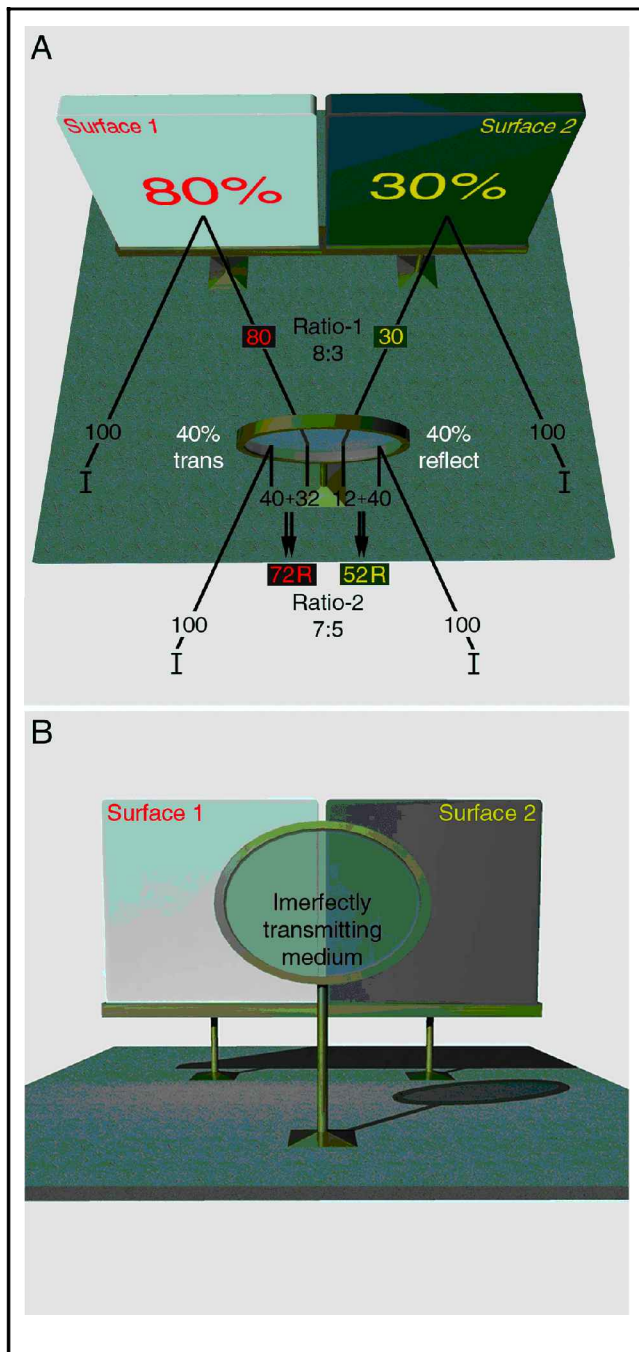 A
Surface 1
Surface 2
80%
30%
80
Ratio-1
30
8:3
100
40%
trans
40%
reflect
100
40+32
12+40
72R
52R
Ratio-2
7:5
100
100
I
I
I
I
B
Surface 1
Surface 2
Imerfectly
transmitting
medium